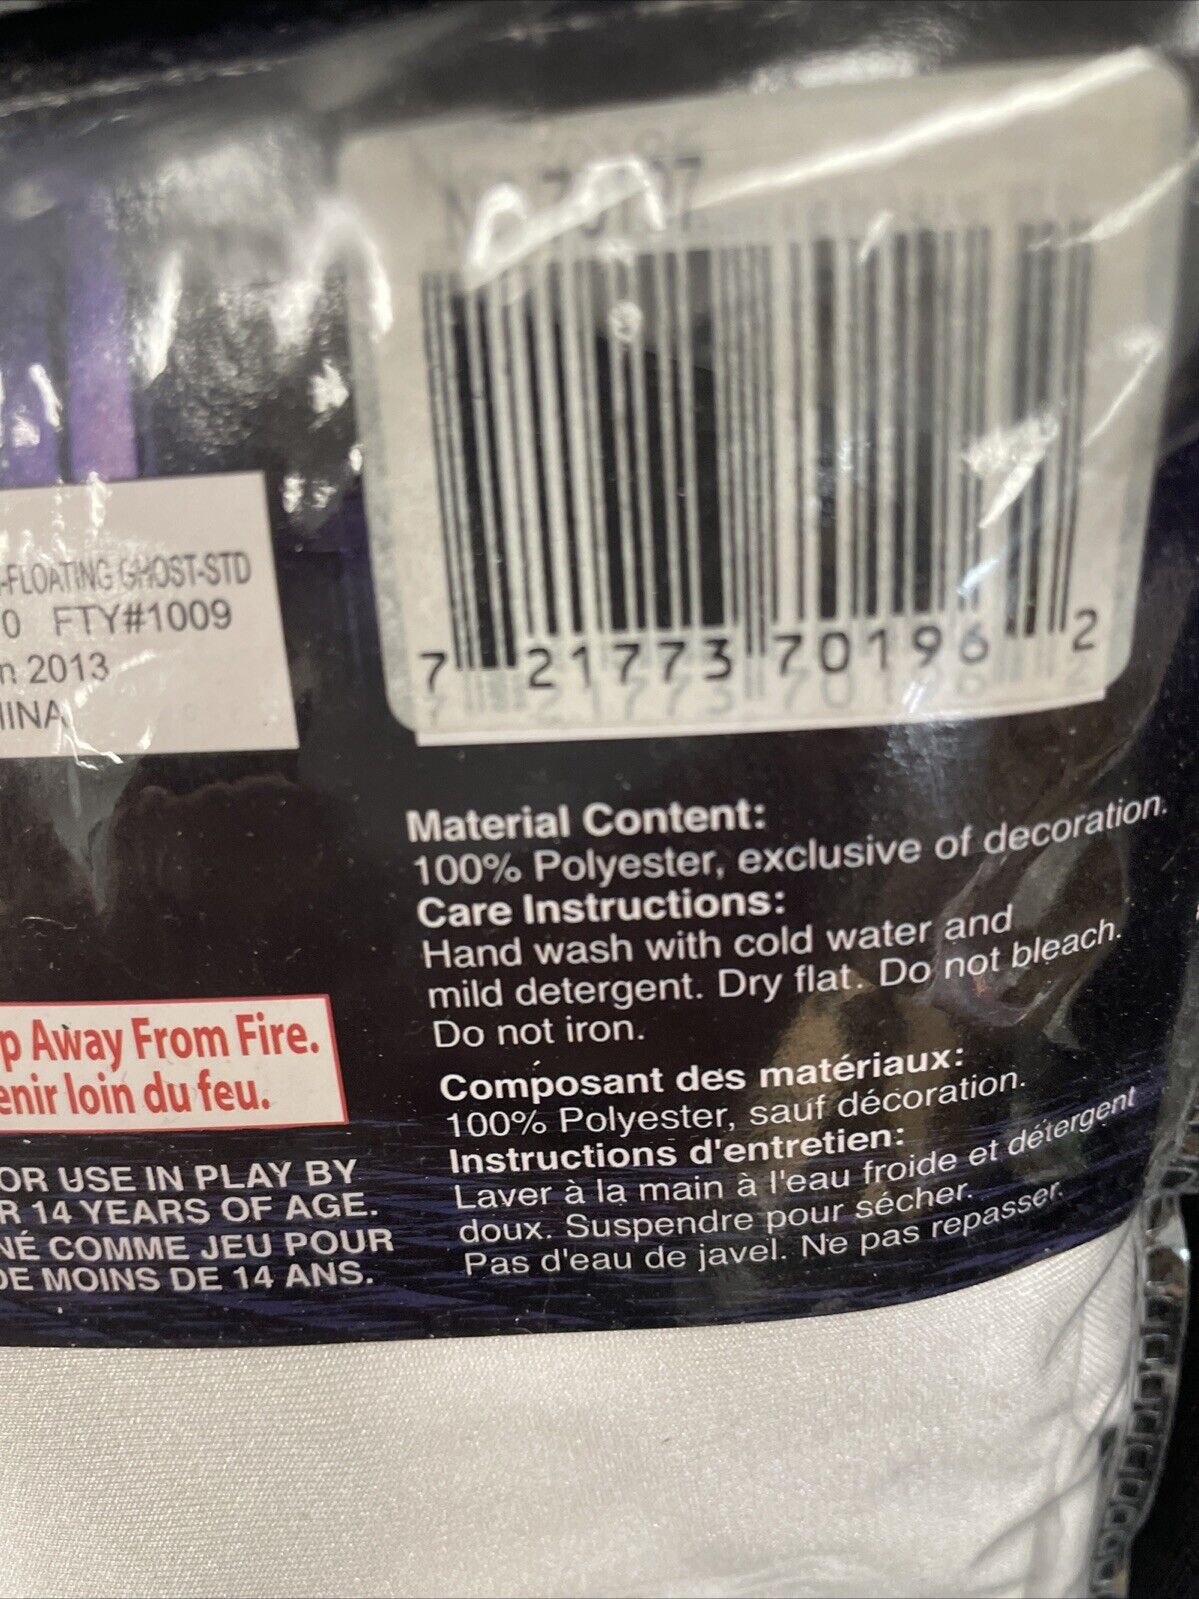 7 21773 70196 2
-FLOATING GHOST-STD
0 FTY#1009
2013
Material Content:
100% Polyester, exclusive of decoration.
Care Instructions:
Hand wash with cold water and
mild detergent. Dry flat. Do not bleach.
Do not iron.
Composant des matériaux:
100% Polyester, sauf décoration.
Instructions d'entretien:
Laver à la main à l'eau froide et détergent
doux. Suspendre pour sécher.
Pas d'eau de javel. Ne pas repasser.
p Away From Fire.
enir loin du feu.
OR USE IN PLAY BY
R 14 YEARS OF AGE.
NÉ COMME JEU POUR
DE MOINS DE 14 ANS.